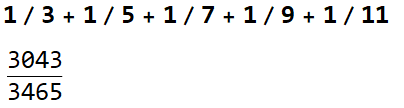 1 / 3 + 1 / 5 + 1 / 7 + 1 / 9 + 1 / 11
3043
3465